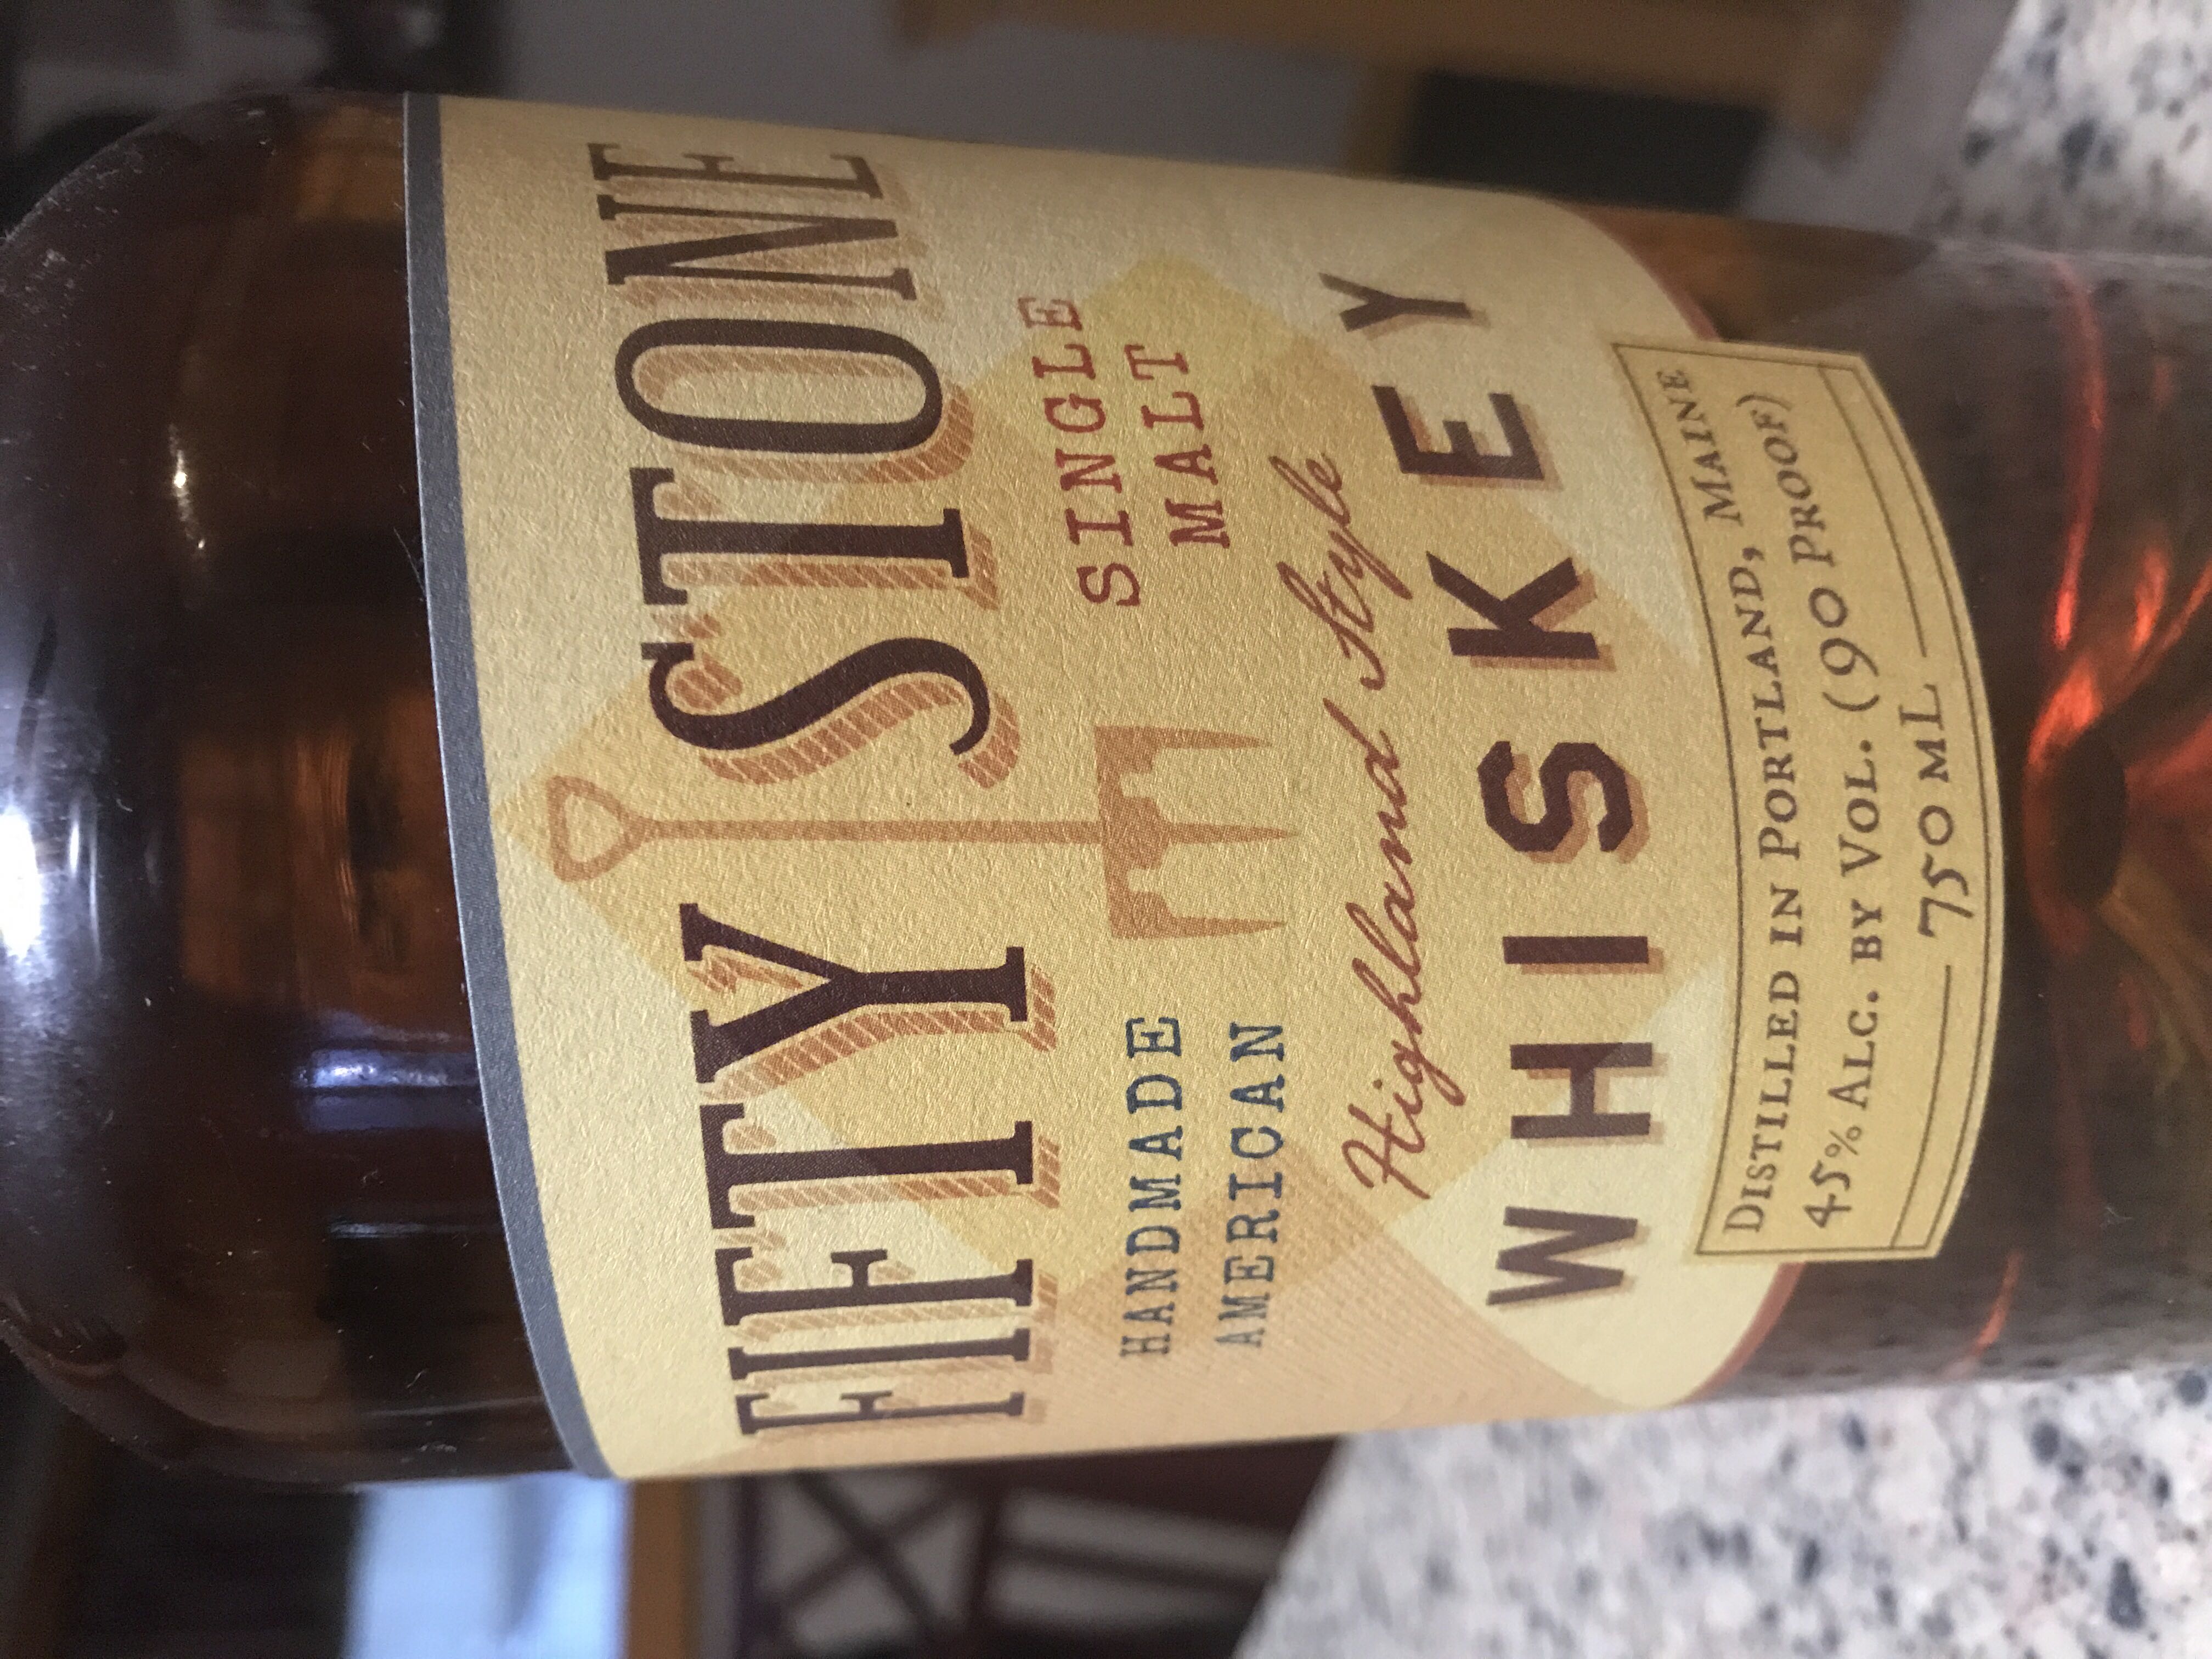 FIFTY STONE
HANDMADE SINGLE
AMERICAN MALT
Highland Style
WHISKEY
DISTILLED IN PORTLAND, MAINE
45% ALC. BY VOL. (90 PROOF)
750 ML